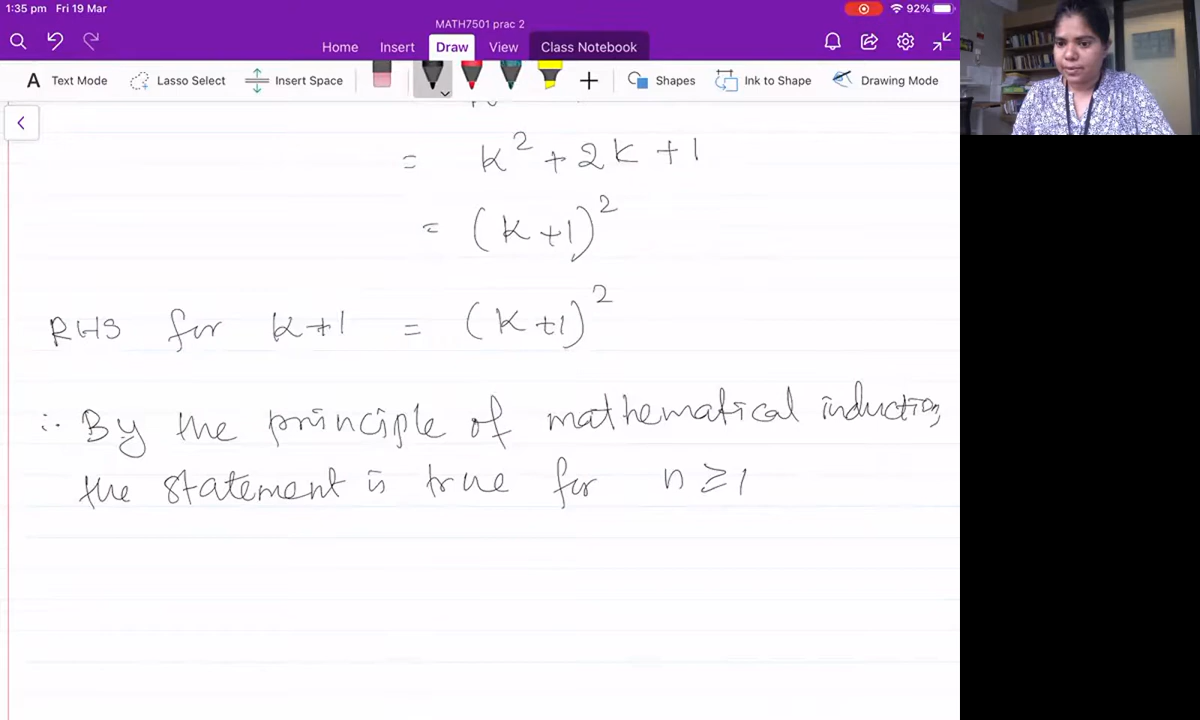 1:35 pm Fri 19 Mar
92%
MATH7501 prac 2
Home Insert Draw View Class Notebook
A Text Mode Lasso Select Insert Space Shapes Ink to Shape Drawing Mode
= k² + 2k + 1
= (k+1)²
RHS for k+1 = (k+1)²
∴ By the principle of mathematical induction,
the statement is true for n ≥ 1